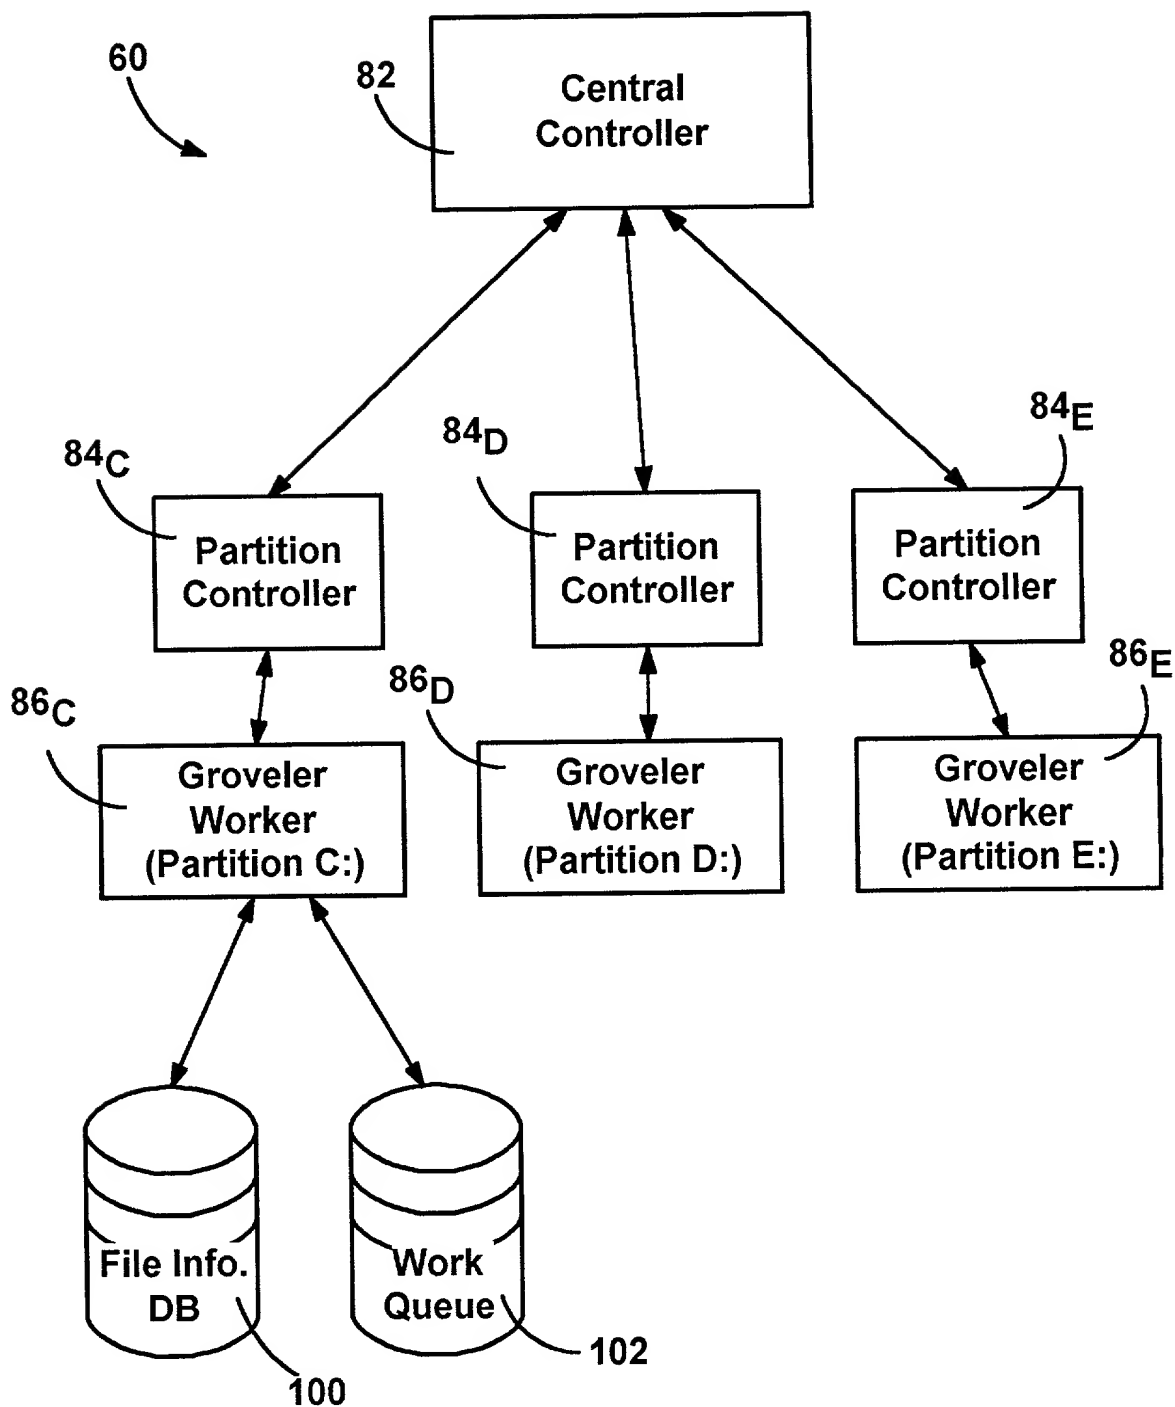 60
82
Central
Controller
84C
84D
84E
Partition
Controller
Partition
Controller
Partition
Controller
86C
86D
86E
Groveler
Worker
(Partition C:)
Groveler
Worker
(Partition D:)
Groveler
Worker
(Partition E:)
File Info.
DB
Work
Queue
100
102